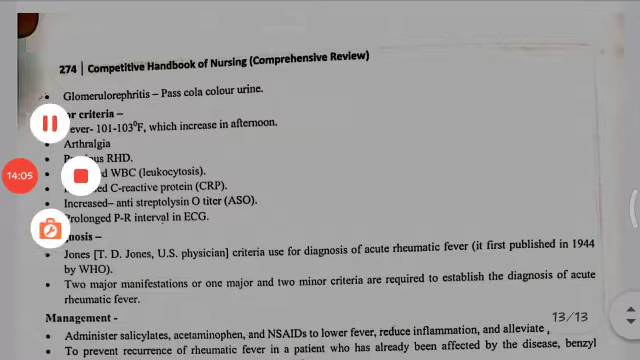 274 | Competitive Handbook of Nursing (Comprehensive Review)
• Glomerulorephritis – Pass cola colour urine.
or criteria –
ever- 101-103⁰F, which increase in afternoon.
• Arthralgia
RHD.
d WBC (leukocytosis).
d C-reactive protein (CRP).
• Increased– anti streptolysin O titer (ASO).
rolonged P-R interval in ECG.
nosis –
• Jones [T. D. Jones, U.S. physician] criteria use for diagnosis of acute rheumatic fever (it first published in 1944
by WHO).
• Two major manifestations or one major and two minor criteria are required to establish the diagnosis of acute
rheumatic fever.
Management -
• Administer salicylates, acetaminophen, and NSAIDs to lower fever, reduce inflammation, and alleviate
• To prevent recurrence of rheumatic fever in a patient who has already been affected by the disease, benzyl
14:05
13/13